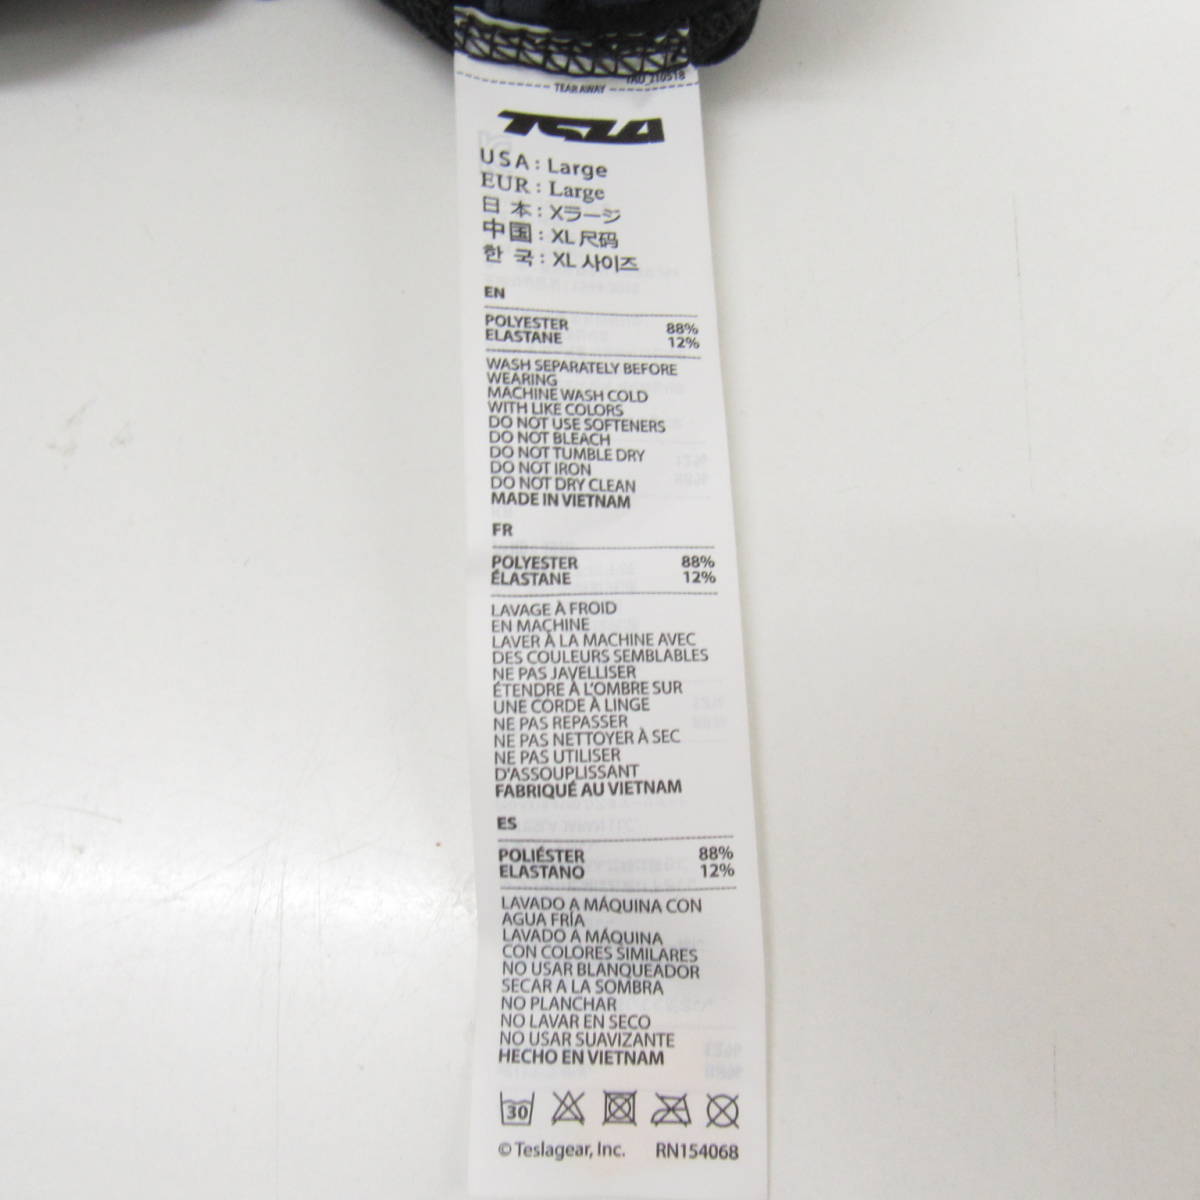 TAU_210518
TEAR AWAY
TSLA
USA : Large
EUR : Large
日 本 : Xラージ
中国 : XL 尺码
한 국 : XL 사이즈
EN
POLYESTER 88%
ELASTANE 12%
WASH SEPARATELY BEFORE
WEARING
MACHINE WASH COLD
WITH LIKE COLORS
DO NOT USE SOFTENERS
DO NOT BLEACH
DO NOT TUMBLE DRY
DO NOT IRON
DO NOT DRY CLEAN
MADE IN VIETNAM
FR
POLYESTER 88%
ÉLASTANE 12%
LAVAGE À FROID
EN MACHINE
LAVER À LA MACHINE AVEC
DES COULEURS SEMBLABLES
NE PAS JAVELLISER
ÉTENDRE À L'OMBRE SUR
UNE CORDE À LINGE
NE PAS REPASSER
NE PAS NETTOYER À SEC
NE PAS UTILISER
D'ASSOUPLISSANT
FABRIQUÉ AU VIETNAM
ES
POLIÉSTER 88%
ELASTANO 12%
LAVADO A MÁQUINA CON
AGUA FRÍA
LAVADO A MÁQUINA
CON COLORES SIMILARES
NO USAR BLANQUEADOR
SECAR A LA SOMBRA
NO PLANCHAR
NO LAVAR EN SECO
NO USAR SUAVIZANTE
HECHO EN VIETNAM
30
© Teslagear, Inc. RN154068